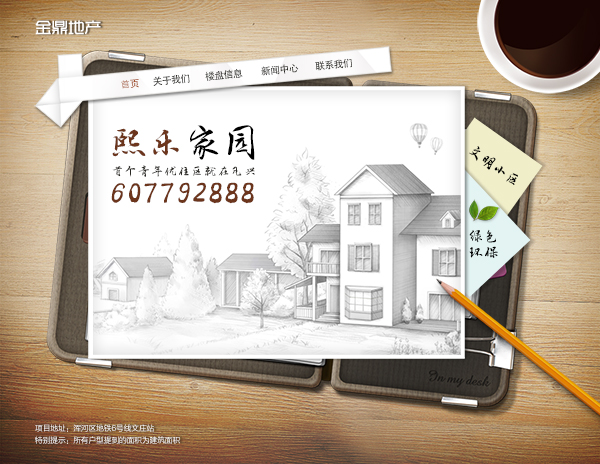 金鼎地产
首页 关于我们 楼盘信息 新闻中心 联系我们
熙乐家园
首个青年优住区就在九兴
607792888
文明小区
绿色
环保
In my desk
项目地址：浑河区地铁6号线文庄站
特别提示：所有户型提到的面积为建筑面积